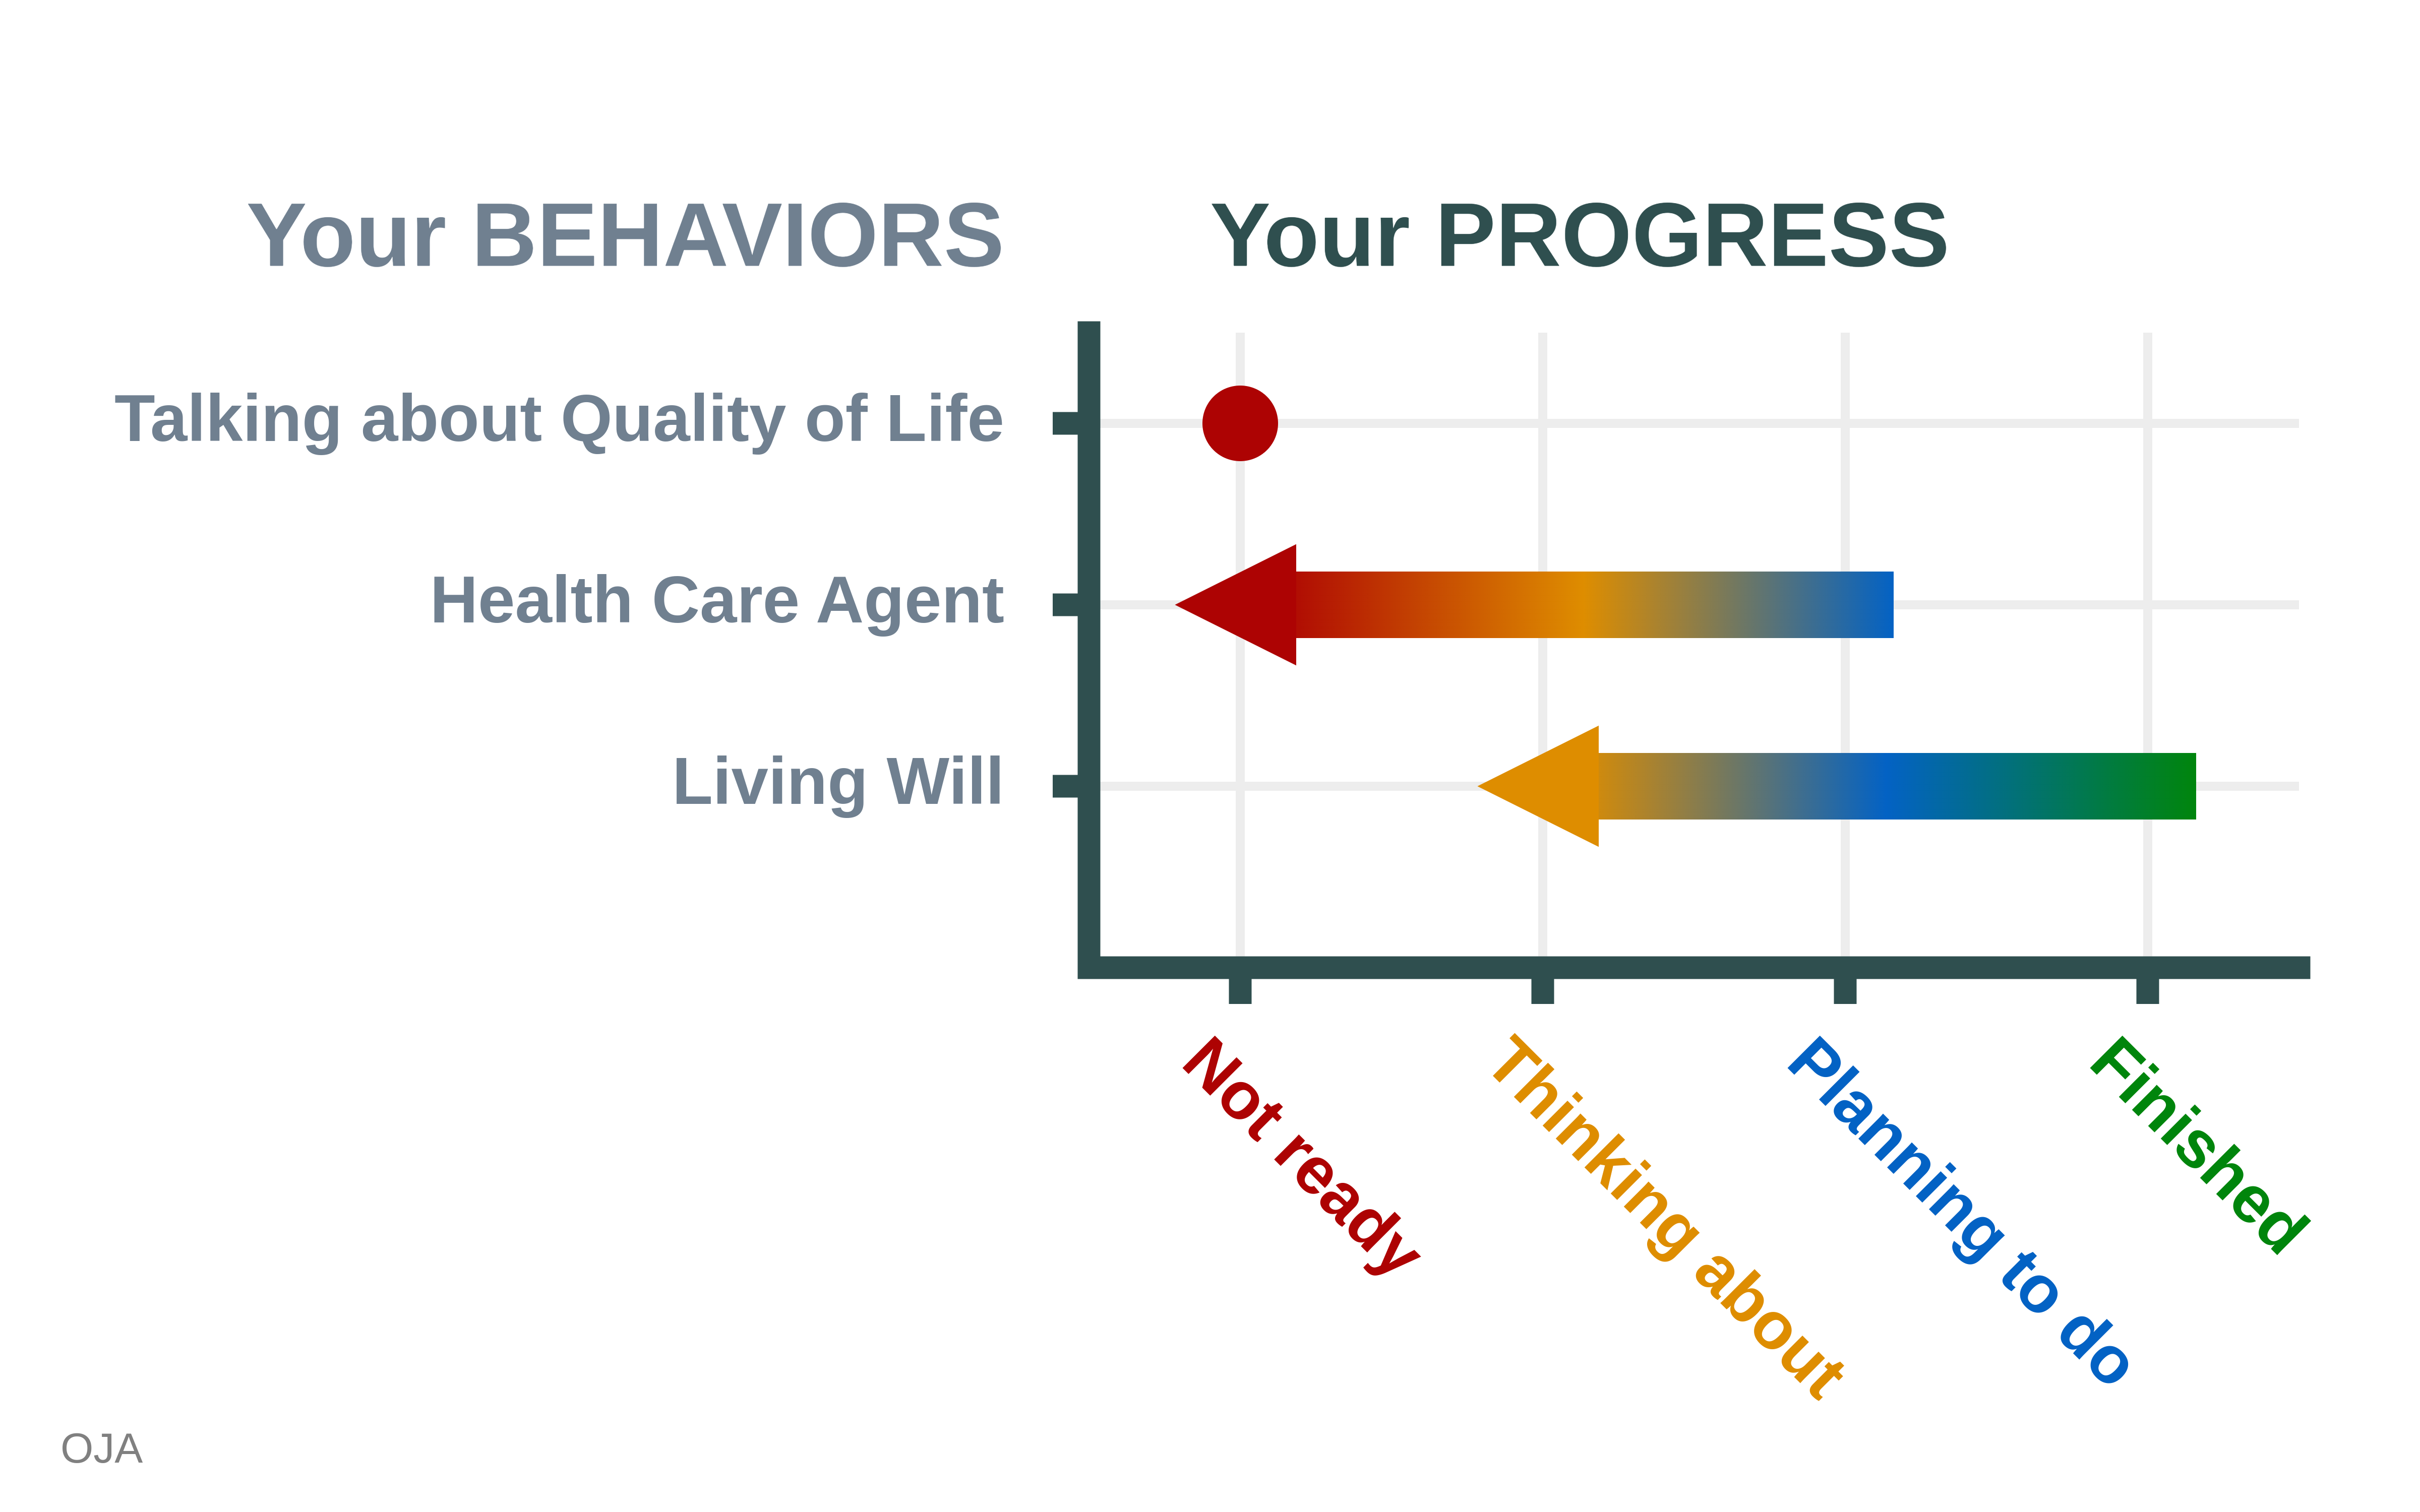 Your BEHAVIORS
Your PROGRESS
Talking about Quality of Life
Health Care Agent
Living Will
Not ready
Thinking about
Planning to do
Finished
OJA